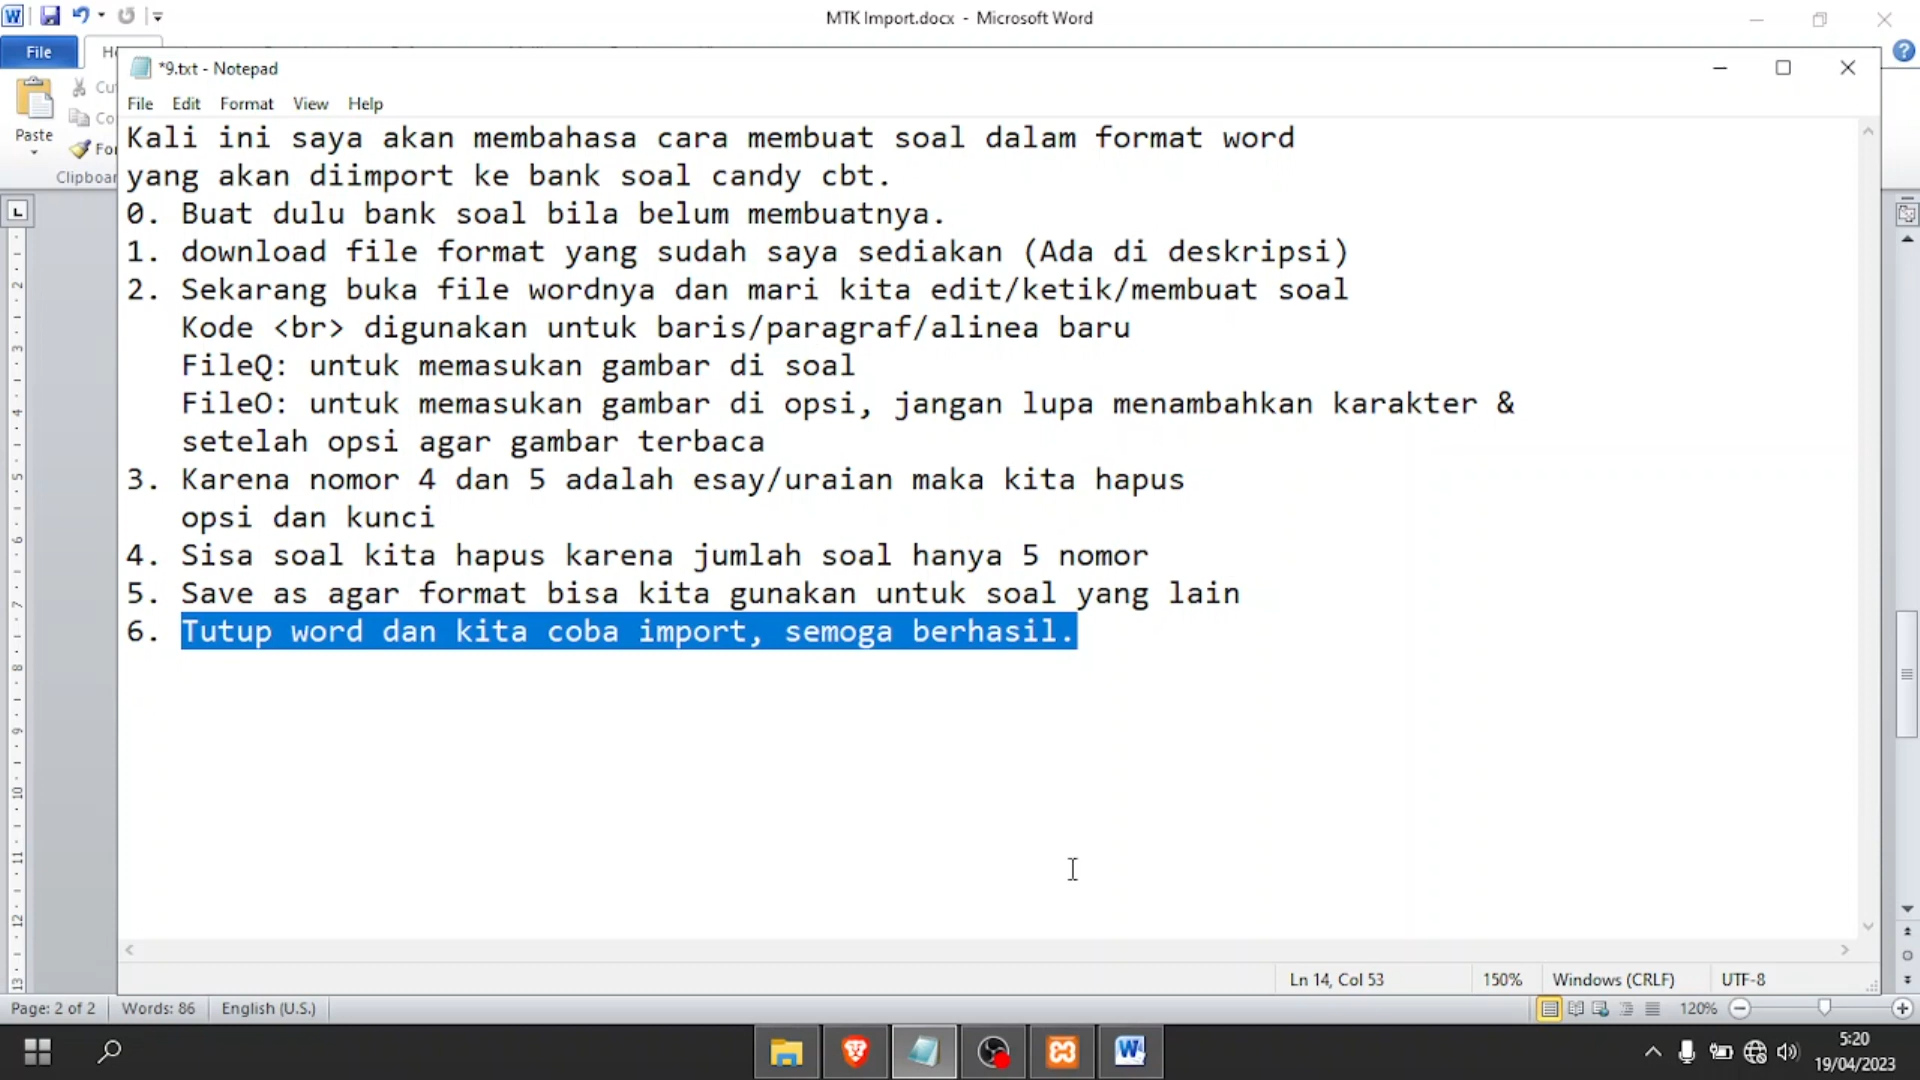 MTK Import.docx - Microsoft Word
File
*9.txt - Notepad
File Edit Format View Help
Paste
Clipboar
Kali ini saya akan membahasa cara membuat soal dalam format word
yang akan diimport ke bank soal candy cbt.
0. Buat dulu bank soal bila belum membuatnya.
1. download file format yang sudah saya sediakan (Ada di deskripsi)
2. Sekarang buka file wordnya dan mari kita edit/ketik/membuat soal
Kode <br> digunakan untuk baris/paragraf/alinea baru
FileQ: untuk memasukan gambar di soal
FileO: untuk memasukan gambar di opsi, jangan lupa menambahkan karakter &
setelah opsi agar gambar terbaca
3. Karena nomor 4 dan 5 adalah esay/uraian maka kita hapus
opsi dan kunci
4. Sisa soal kita hapus karena jumlah soal hanya 5 nomor
5. Save as agar format bisa kita gunakan untuk soal yang lain
6. Tutup word dan kita coba import, semoga berhasil.
Ln 14, Col 53 150% Windows (CRLF) UTF-8
Page: 2 of 2 Words: 86 English (U.S.) 120%
5:20
19/04/2023